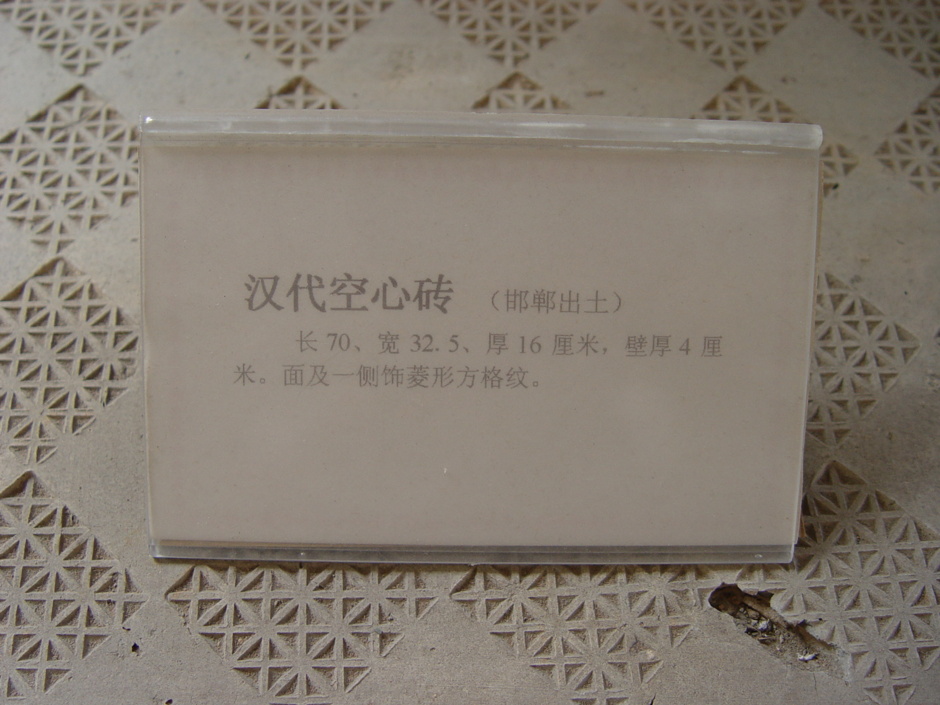 汉代空心砖 （邯郸出土）
长 70、宽 32.5、厚 16 厘米，壁厚 4 厘
米。面及一侧饰菱形方格纹。